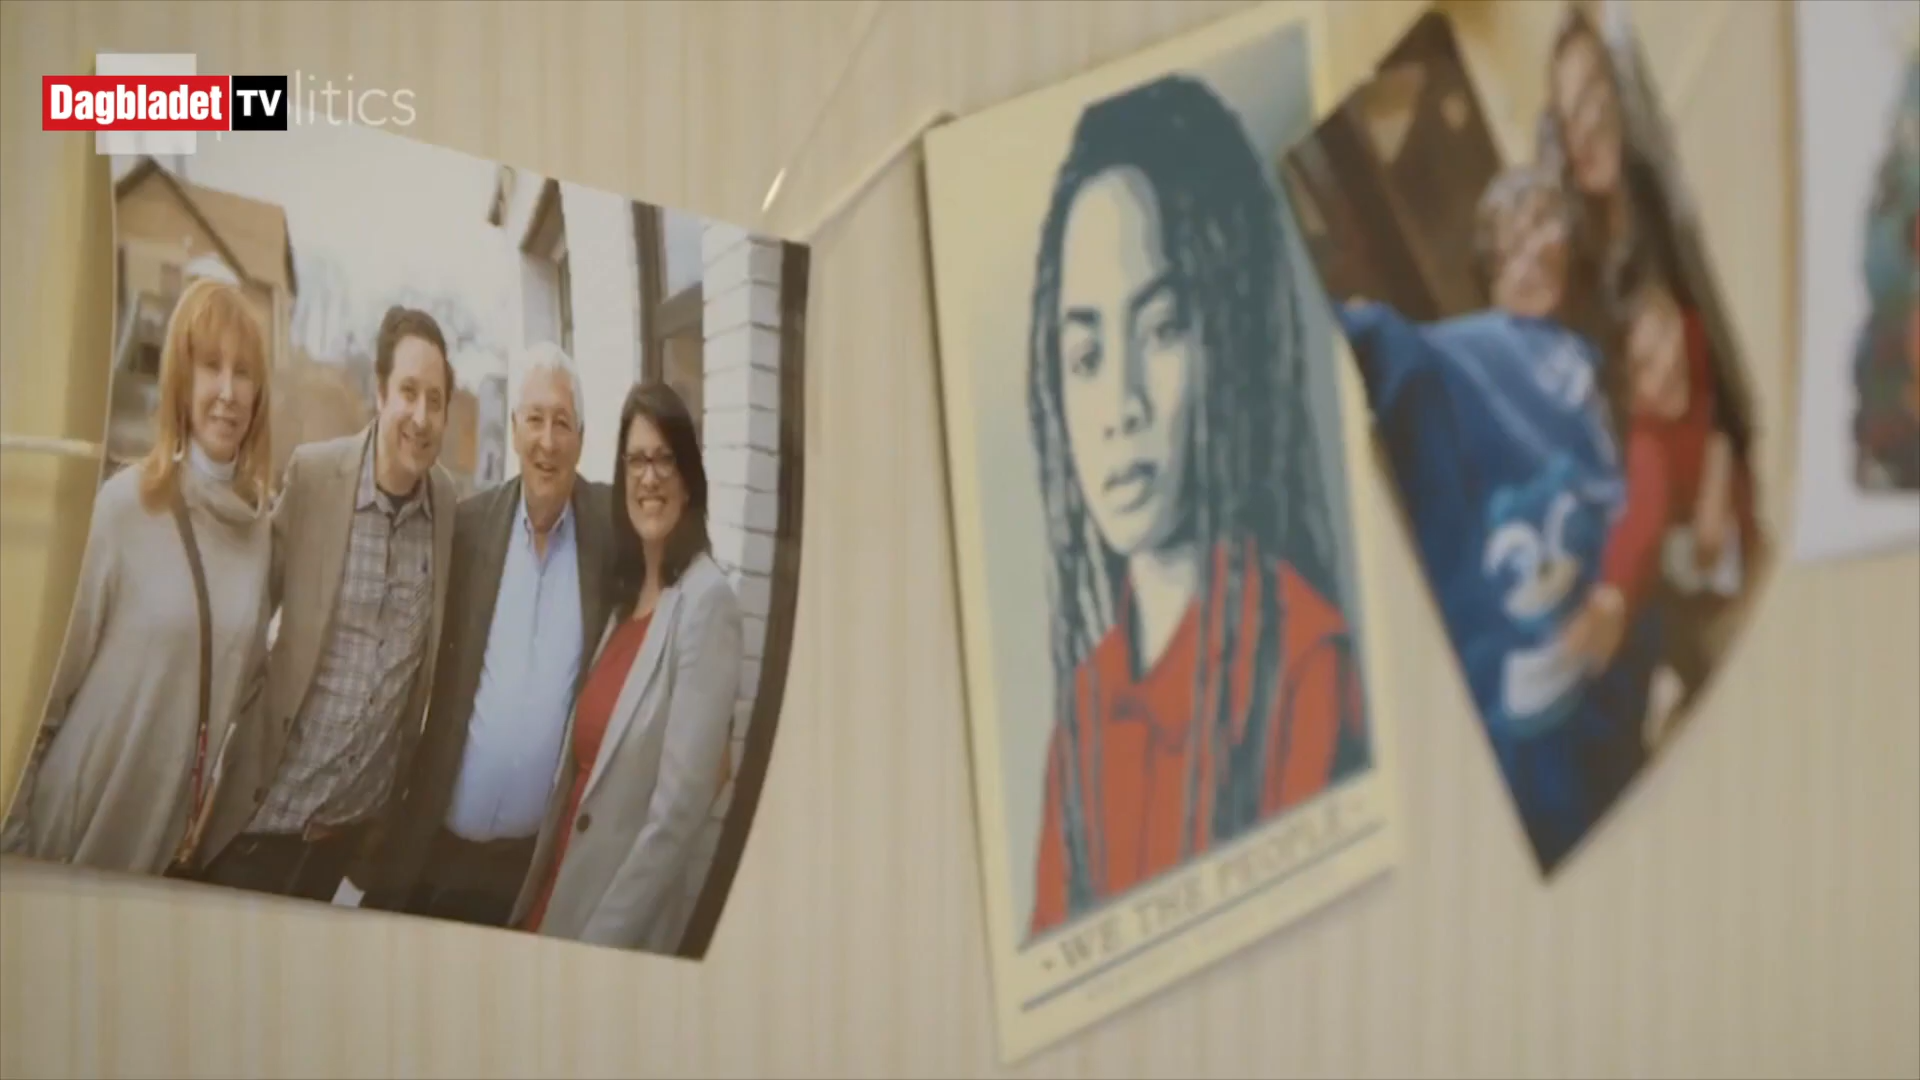 Dagbladet TV
litics
- WE THE PEOPLE -